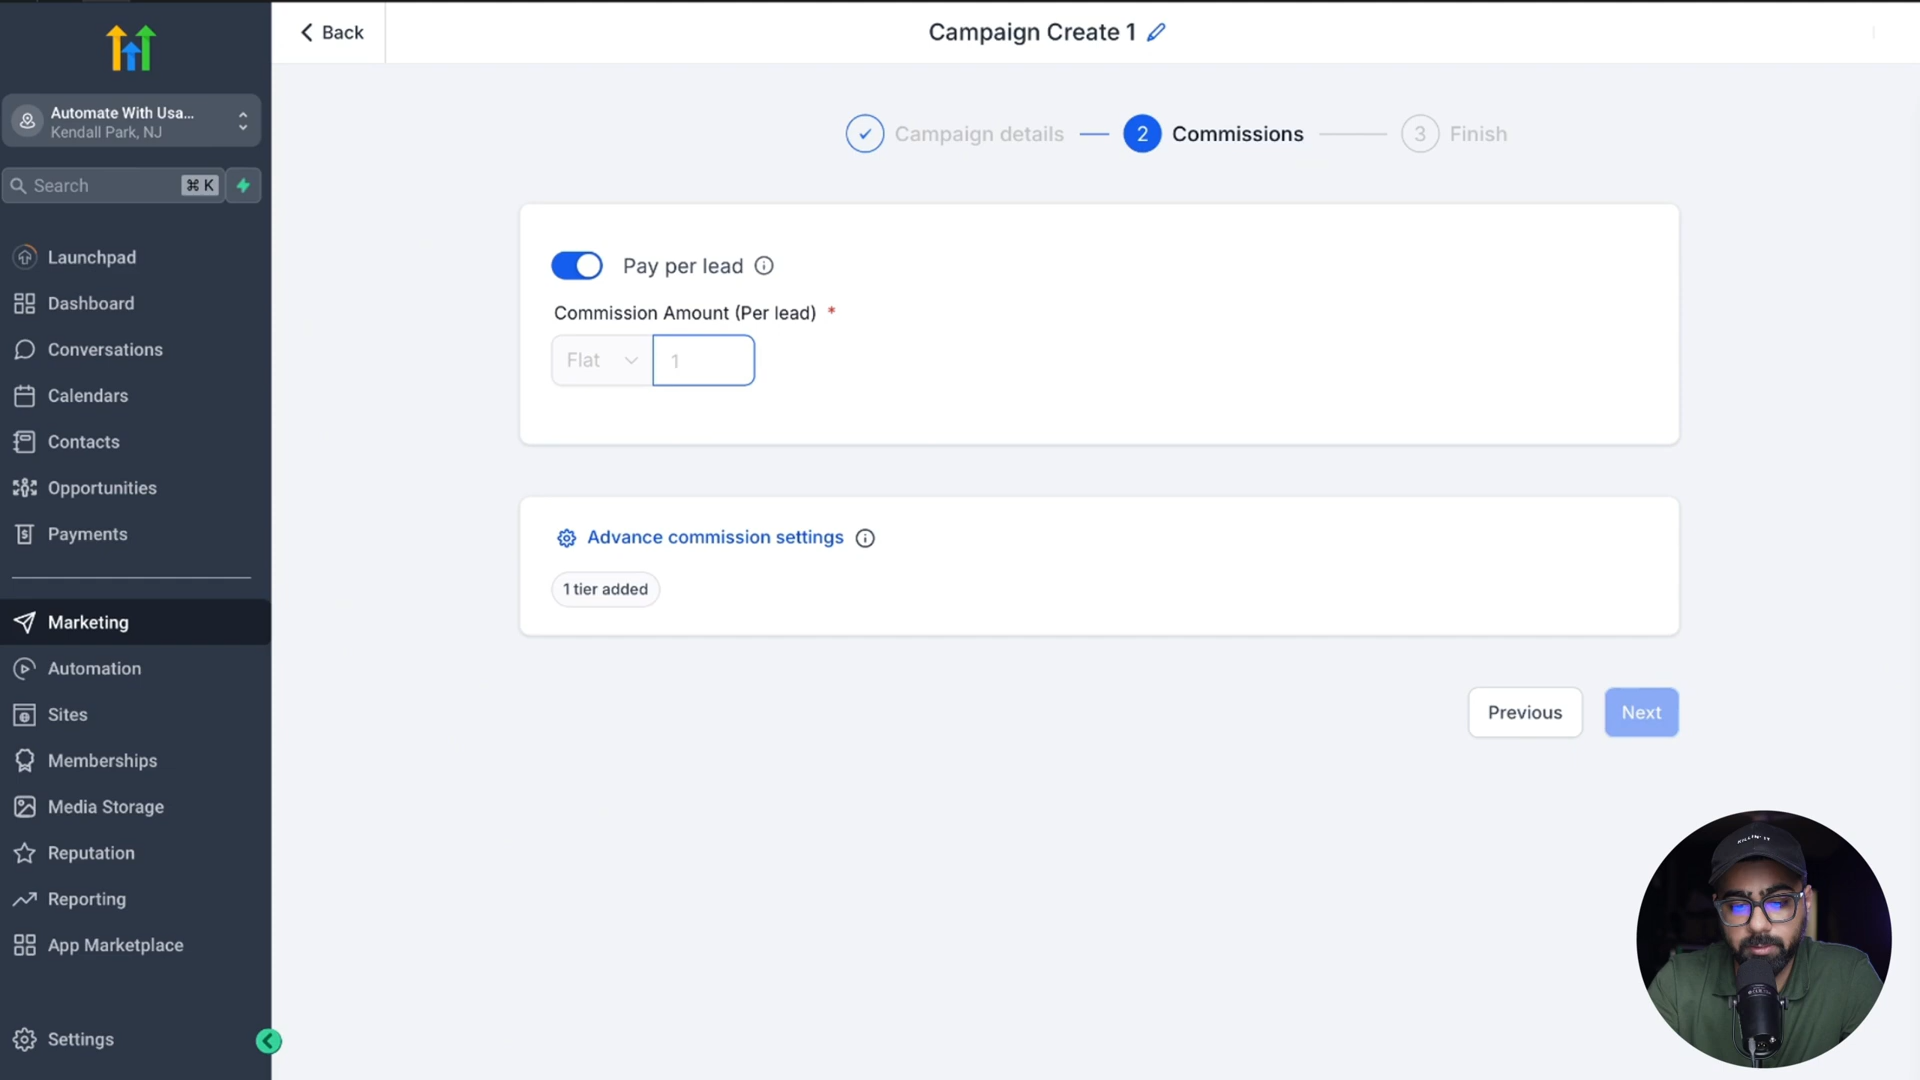 Back
Campaign Create 1
Automate With Usa...
Kendall Park, NJ
Search
⌘ K
Launchpad
Dashboard
Conversations
Calendars
Contacts
Opportunities
Payments
Marketing
Automation
Sites
Memberships
Media Storage
Reputation
Reporting
App Marketplace
Settings
Campaign details
2 Commissions
3 Finish
Pay per lead
Commission Amount (Per lead) *
Flat 1
Advance commission settings
1 tier added
Previous
Next
KILLIN' IT